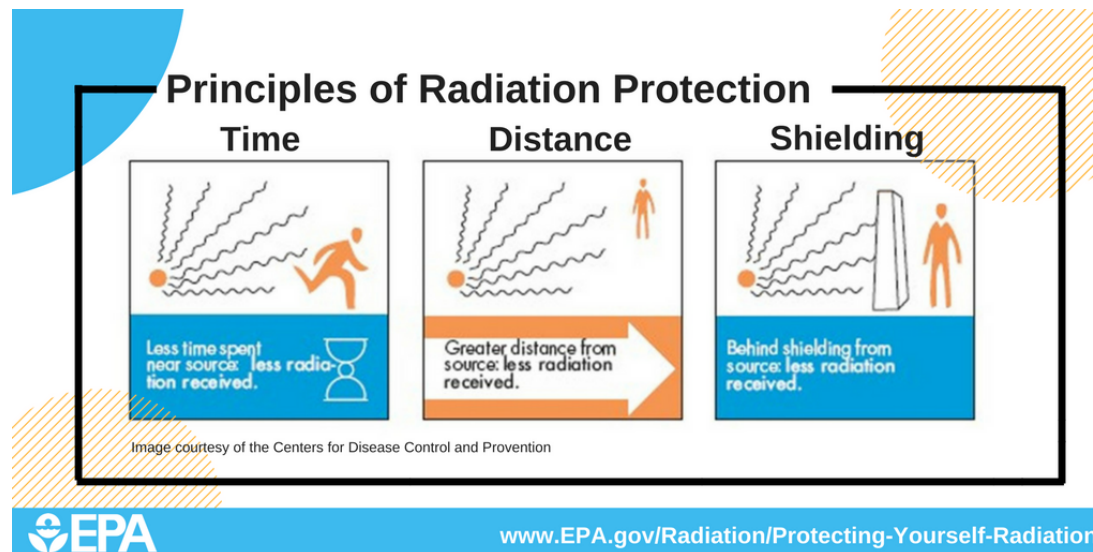 Principles of Radiation Protection
Time
Distance
Shielding
Less time spent
near source: less radia-
tion received.
Greater distance from
source: less radiation
received.
Behind shielding from
source: less radiation
received.
Image courtesy of the Centers for Disease Control and Provention
EPA
www.EPA.gov/Radiation/Protecting-Yourself-Radiation